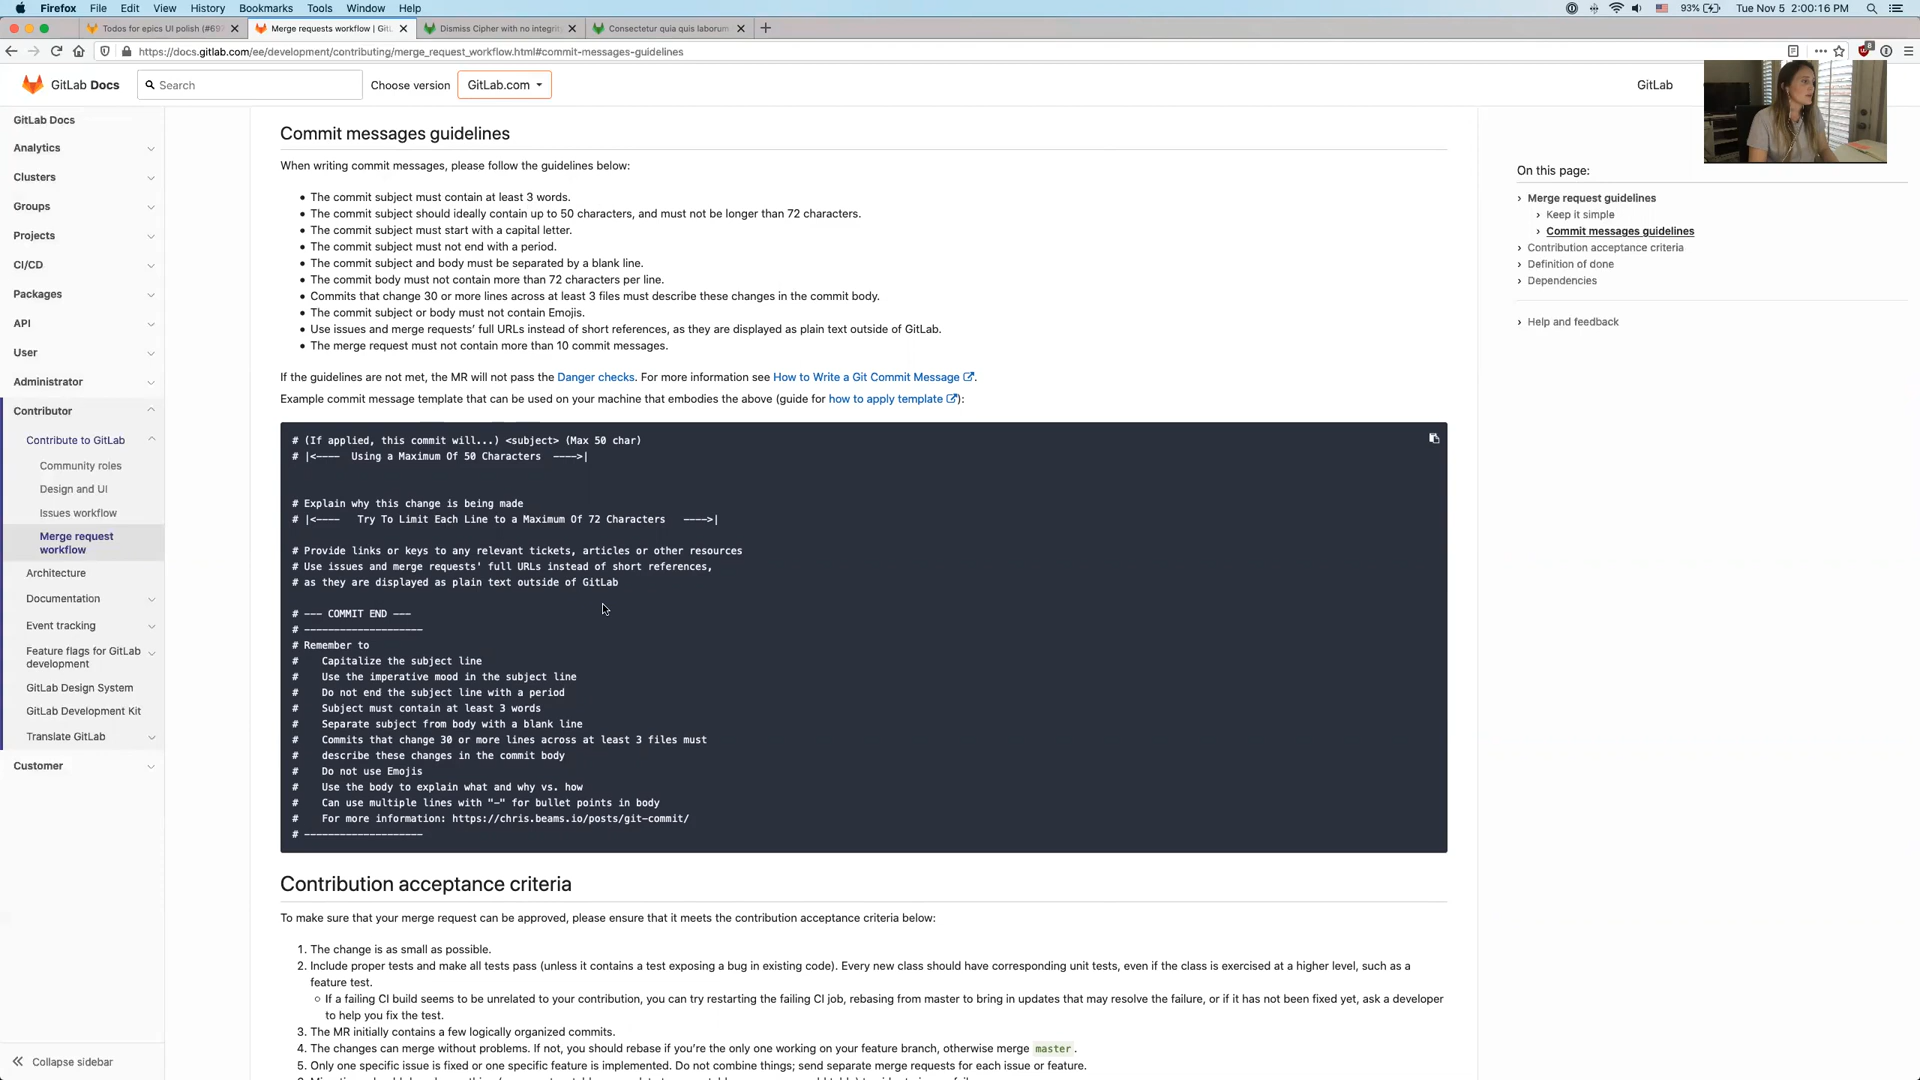 Firefox File Edit View History Bookmarks Tools Window Help 93% Tue Nov 5 2:00:16 PM
Todos for epics UI polish (#69 Merge requests workflow | GitL Dismiss Cipher with no integrit Consectetur quia quis laborum
https://docs.gitlab.com/ee/development/contributing/merge_request_workflow.html#commit-messages-guidelines
GitLab Docs Search Choose version GitLab.com GitLab
GitLab Docs
Analytics
Clusters
Groups
Projects
CI/CD
Packages
API
User
Administrator
Contributor
Contribute to GitLab
Community roles
Design and UI
Issues workflow
Merge request
workflow
Architecture
Documentation
Event tracking
Feature flags for GitLab
development
GitLab Design System
GitLab Development Kit
Translate GitLab
Customer
Collapse sidebar
Commit messages guidelines
When writing commit messages, please follow the guidelines below:
• The commit subject must contain at least 3 words.
• The commit subject should ideally contain up to 50 characters, and must not be longer than 72 characters.
• The commit subject must start with a capital letter.
• The commit subject must not end with a period.
• The commit subject and body must be separated by a blank line.
• The commit body must not contain more than 72 characters per line.
• Commits that change 30 or more lines across at least 3 files must describe these changes in the commit body.
• The commit subject or body must not contain Emojis.
• Use issues and merge requests’ full URLs instead of short references, as they are displayed as plain text outside of GitLab.
• The merge request must not contain more than 10 commit messages.
If the guidelines are not met, the MR will not pass the Danger checks. For more information see How to Write a Git Commit Message.
Example commit message template that can be used on your machine that embodies the above (guide for how to apply template):
# (If applied, this commit will...) <subject> (Max 50 char)
# |<----  Using a Maximum Of 50 Characters  ---->|
# Explain why this change is being made
# |<----   Try To Limit Each Line to a Maximum Of 72 Characters   ---->|
# Provide links or keys to any relevant tickets, articles or other resources
# Use issues and merge requests' full URLs instead of short references,
# as they are displayed as plain text outside of GitLab
# --- COMMIT END ---
# --------------------
# Remember to
#    Capitalize the subject line
#    Use the imperative mood in the subject line
#    Do not end the subject line with a period
#    Subject must contain at least 3 words
#    Separate subject from body with a blank line
#    Commits that change 30 or more lines across at least 3 files must
#    describe these changes in the commit body
#    Do not use Emojis
#    Use the body to explain what and why vs. how
#    Can use multiple lines with "-" for bullet points in body
#    For more information: https://chris.beams.io/posts/git-commit/
# --------------------
Contribution acceptance criteria
To make sure that your merge request can be approved, please ensure that it meets the contribution acceptance criteria below:
1. The change is as small as possible.
2. Include proper tests and make all tests pass (unless it contains a test exposing a bug in existing code). Every new class should have corresponding unit tests, even if the class is exercised at a higher level, such as a
feature test.
○ If a failing CI build seems to be unrelated to your contribution, you can try restarting the failing CI job, rebasing from master to bring in updates that may resolve the failure, or if it has not been fixed yet, ask a developer
to help you fix the test.
3. The MR initially contains a few logically organized commits.
4. The changes can merge without problems. If not, you should rebase if you’re the only one working on your feature branch, otherwise merge master.
5. Only one specific issue is fixed or one specific feature is implemented. Do not combine things; send separate merge requests for each issue or feature.
On this page:
Merge request guidelines
Keep it simple
Commit messages guidelines
Contribution acceptance criteria
Definition of done
Dependencies
Help and feedback